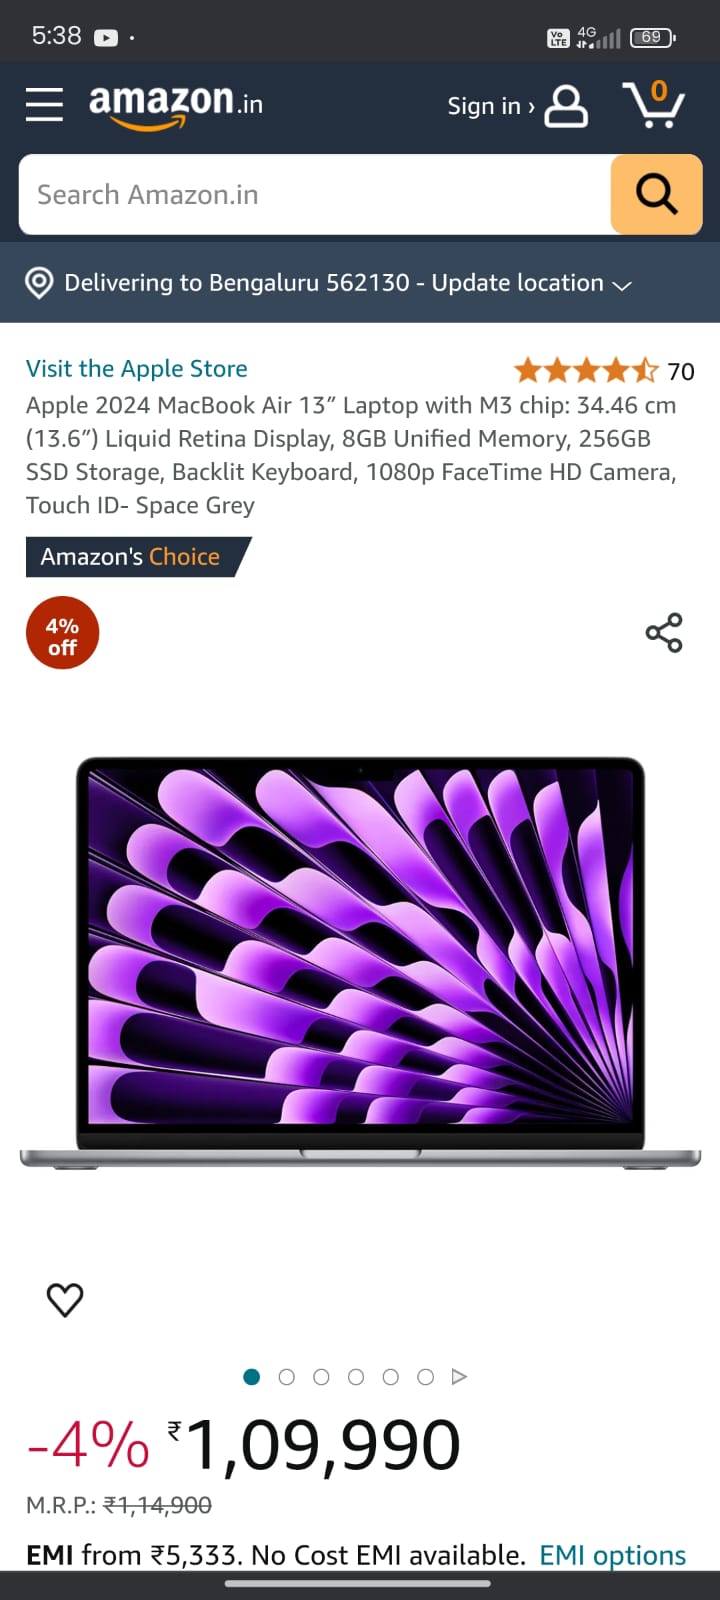 5:38
Vo LTE 4G 69
amazon.in Sign in › 0
Search Amazon.in
Delivering to Bengaluru 562130 - Update location
Visit the Apple Store 70
Apple 2024 MacBook Air 13″ Laptop with M3 chip: 34.46 cm
(13.6″) Liquid Retina Display, 8GB Unified Memory, 256GB
SSD Storage, Backlit Keyboard, 1080p FaceTime HD Camera,
Touch ID- Space Grey
Amazon's Choice
4%
off
-4% ₹1,09,990
M.R.P.: ₹1,14,900
EMI from ₹5,333. No Cost EMI available. EMI options